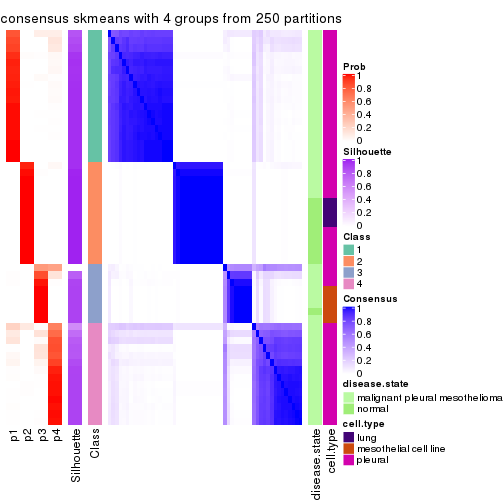 consensus skmeans with 4 groups from 250 partitions
Prob
1
0.8
0.6
0.4
0.2
0
Silhouette
1
0.8
0.6
0.4
0.2
0
Class
1
2
3
4
Consensus
1
0.8
0.6
0.4
0.2
0
disease.state
malignant pleural mesothelioma
normal
cell.type
lung
mesothelial cell line
pleural
p1
p2
p3
p4
Silhouette
Class
disease.state
cell.type